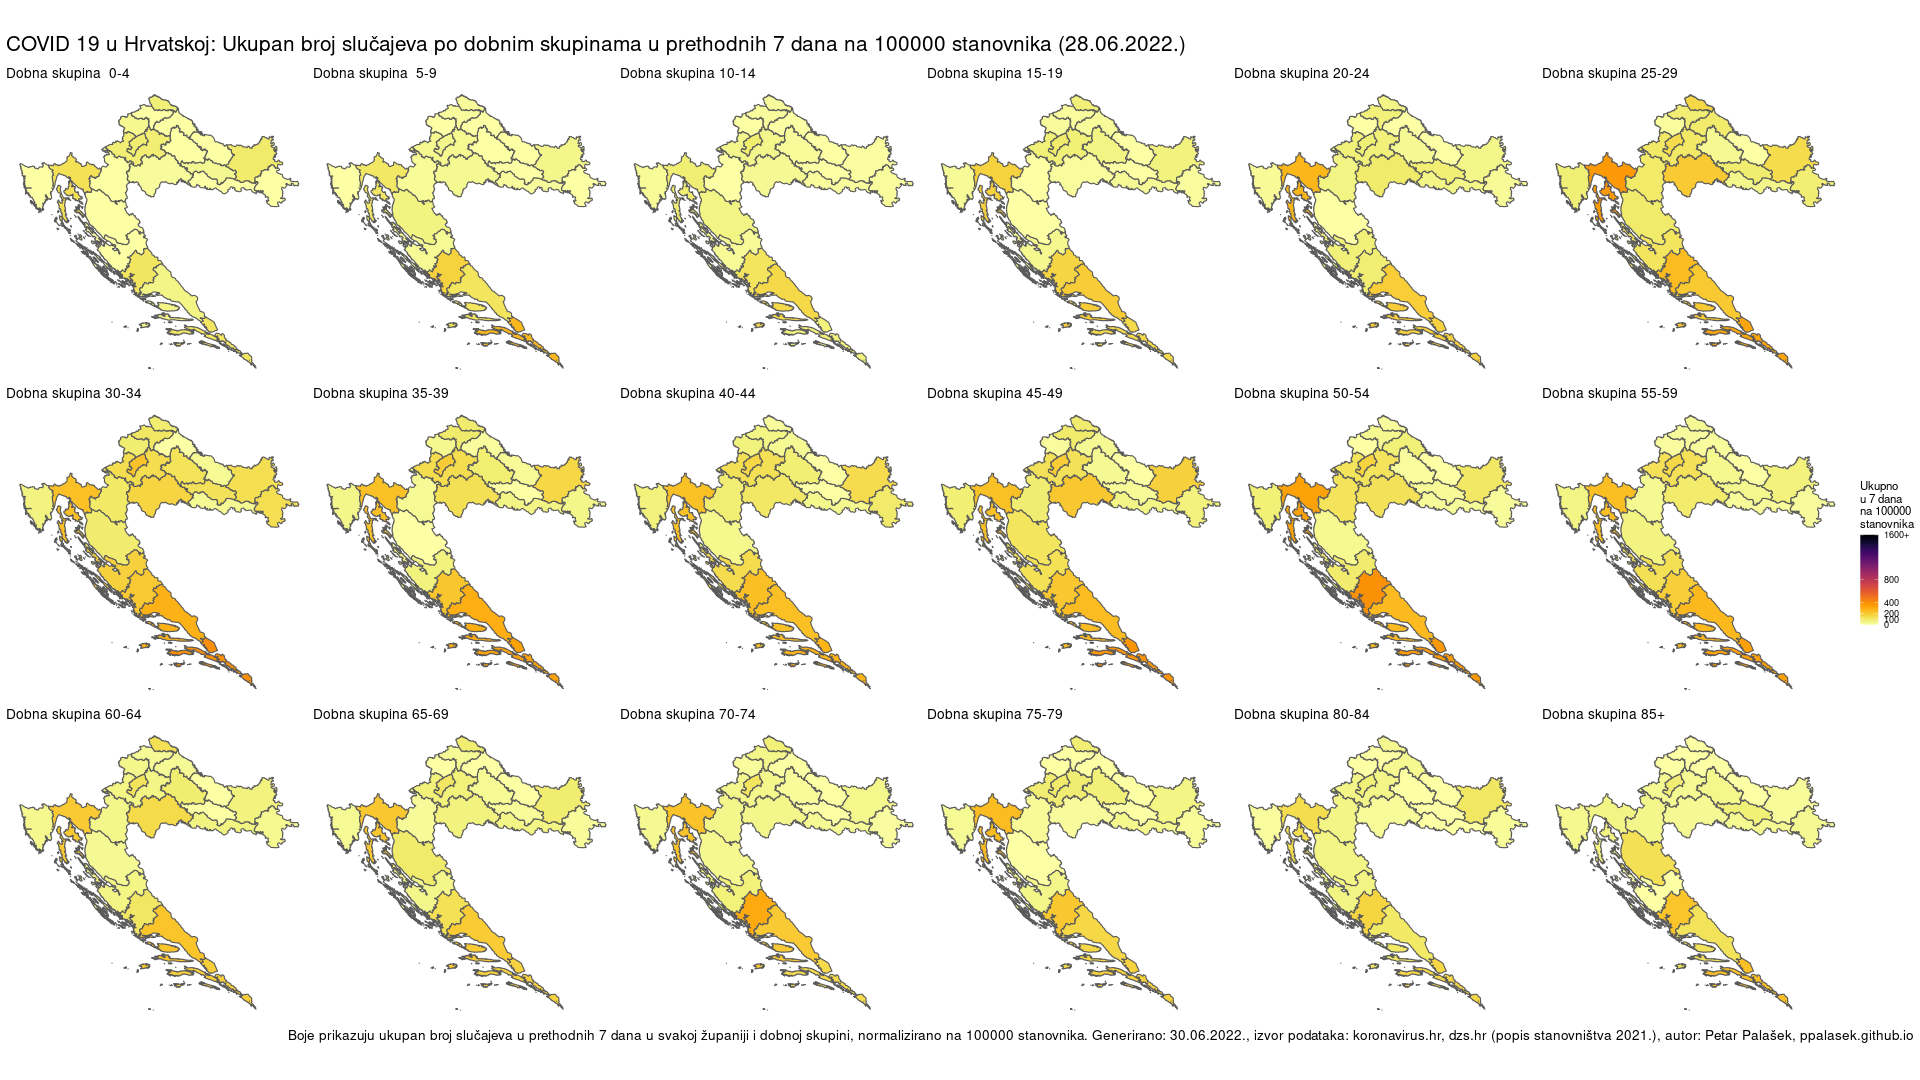 COVID 19 u Hrvatskoj: Ukupan broj slučajeva po dobnim skupinama u prethodnih 7 dana na 100000 stanovnika (28.06.2022.)
Dobna skupina  0-4
Dobna skupina  5-9
Dobna skupina 10-14
Dobna skupina 15-19
Dobna skupina 20-24
Dobna skupina 25-29
Dobna skupina 30-34
Dobna skupina 35-39
Dobna skupina 40-44
Dobna skupina 45-49
Dobna skupina 50-54
Dobna skupina 55-59
Ukupno
u 7 dana
na 100000
stanovnika
1600+
800
400
200
100
0
Dobna skupina 60-64
Dobna skupina 65-69
Dobna skupina 70-74
Dobna skupina 75-79
Dobna skupina 80-84
Dobna skupina 85+
Boje prikazuju ukupan broj slučajeva u prethodnih 7 dana u svakoj županiji i dobnoj skupini, normalizirano na 100000 stanovnika. Generirano: 30.06.2022., izvor podataka: koronavirus.hr, dzs.hr (popis stanovništva 2021.), autor: Petar Palašek, ppalasek.github.io